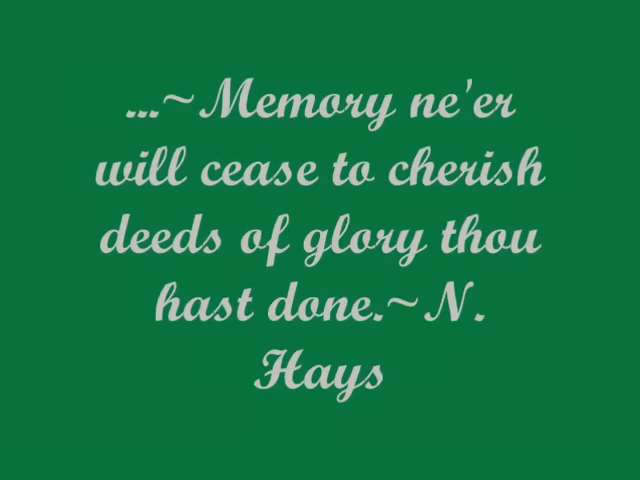 ...~Memory ne'er
will cease to cherish
deeds of glory thou
hast done.~N.
Hays